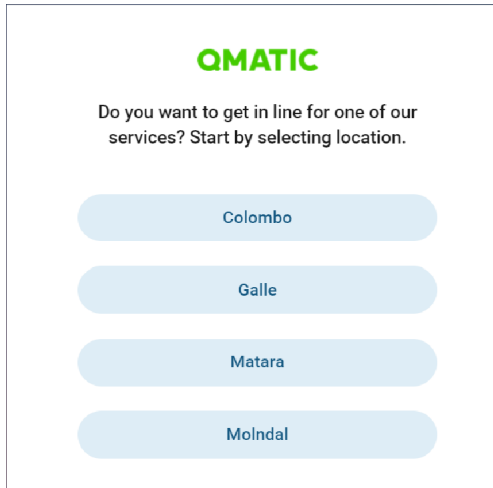 QMATIC
Do you want to get in line for one of our
services? Start by selecting location.
Colombo
Galle
Matara
Molndal